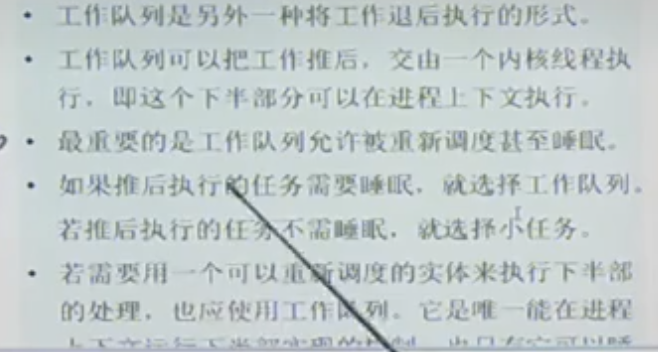 • 工作队列是另外一种将工作退后执行的形式。
• 工作队列可以把工作推后，交由一个内核线程执
行，即这个下半部分可以在进程上下文执行。
• 最重要的是工作队列允许被重新调度甚至睡眠。
• 如果推后执行的任务需要睡眠，就选择工作队列。
若推后执行的任务不需睡眠，就选择小任务。
• 若需要用一个可以重新调度的实体来执行下半部
的处理，也应使用工作队列。它是唯一能在进程